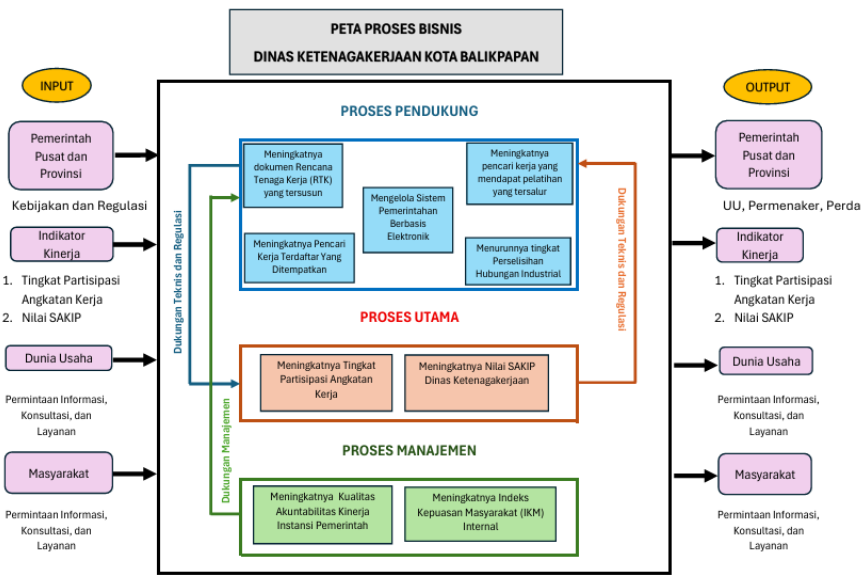 PETA PROSES BISNIS
DINAS KETENAGAKERJAAN KOTA BALIKPAPAN
INPUT
Pemerintah
Pusat dan
Provinsi
Kebijakan dan Regulasi
Indikator
Kinerja
1. Tingkat Partisipasi
Angkatan Kerja
2. Nilai SAKIP
Dunia Usaha
Permintaan Informasi,
Konsultasi, dan
Layanan
Masyarakat
Permintaan Informasi,
Konsultasi, dan
Layanan
PROSES PENDUKUNG
Meningkatnya
dokumen Rencana
Tenaga Kerja (RTK)
yang tersusun
Meningkatnya
pencari kerja yang
mendapat pelatihan
yang tersalur
Mengelola Sistem
Pemerintahan
Berbasis
Elektronik
Meningkatnya Pencari
Kerja Terdaftar Yang
Ditempatkan
Menurunnya tingkat
Perselisihan
Hubungan Industrial
Dukungan Teknis dan Regulasi
Dukungan Teknis dan Regulasi
PROSES UTAMA
Meningkatnya Tingkat
Partisipasi Angkatan
Kerja
Meningkatnya Nilai SAKIP
Dinas Ketenagakerjaan
Dukungan Manajemen
PROSES MANAJEMEN
Meningkatnya Kualitas
Akuntabilitas Kinerja
Instansi Pemerintah
Meningkatnya Indeks
Kepuasan Masyarakat (IKM)
Internal
OUTPUT
Pemerintah
Pusat dan
Provinsi
UU, Permenaker, Perda
Indikator
Kinerja
1. Tingkat Partisipasi
Angkatan Kerja
2. Nilai SAKIP
Dunia Usaha
Permintaan Informasi,
Konsultasi, dan
Layanan
Masyarakat
Permintaan Informasi,
Konsultasi, dan
Layanan